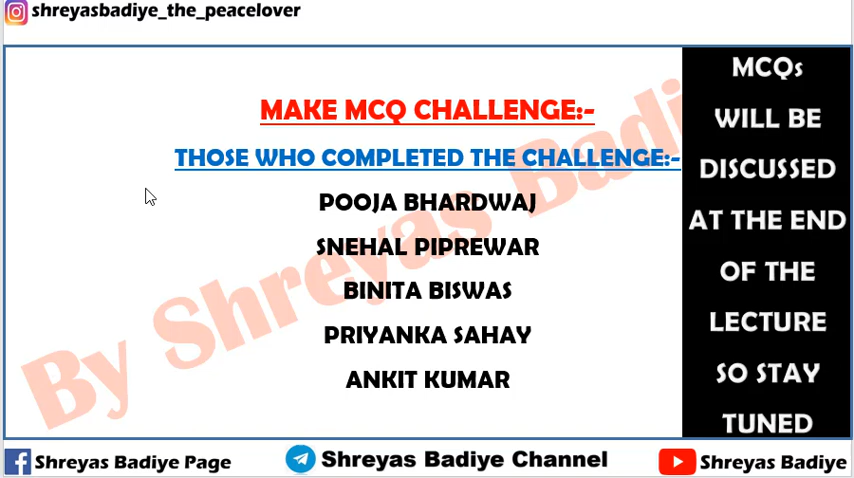 shreyasbadiye_the_peacelover
MAKE MCQ CHALLENGE:-
THOSE WHO COMPLETED THE CHALLENGE:-
POOJA BHARDWAJ
SNEHAL PIPREWAR
BINITA BISWAS
PRIYANKA SAHAY
ANKIT KUMAR
By Shreyas Badi
MCQs
WILL BE
DISCUSSED
AT THE END
OF THE
LECTURE
SO STAY
TUNED
Shreyas Badiye Page
Shreyas Badiye Channel
Shreyas Badiye